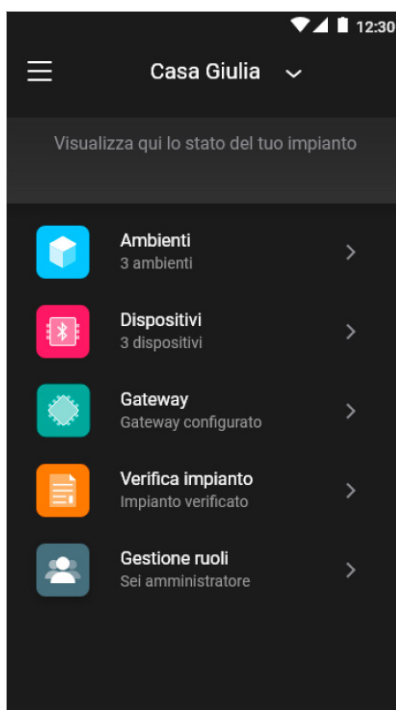 12:30
Casa Giulia
Visualizza qui lo stato del tuo impianto
Ambienti
3 ambienti
Dispositivi
3 dispositivi
Gateway
Gateway configurato
Verifica impianto
Impianto verificato
Gestione ruoli
Sei amministratore